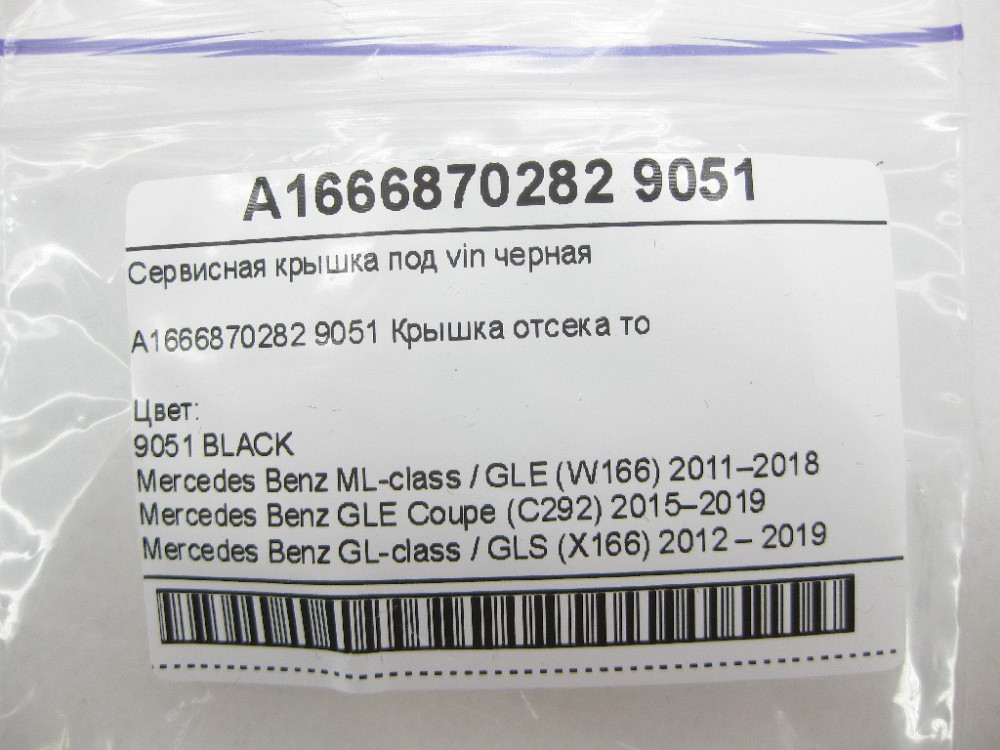 A1666870282 9051
Сервисная крышка под vin черная
A1666870282 9051 Крышка отсека то
Цвет:
9051 BLACK
Mercedes Benz ML-class / GLE (W166) 2011–2018
Mercedes Benz GLE Coupe (C292) 2015–2019
Mercedes Benz GL-class / GLS (X166) 2012 – 2019